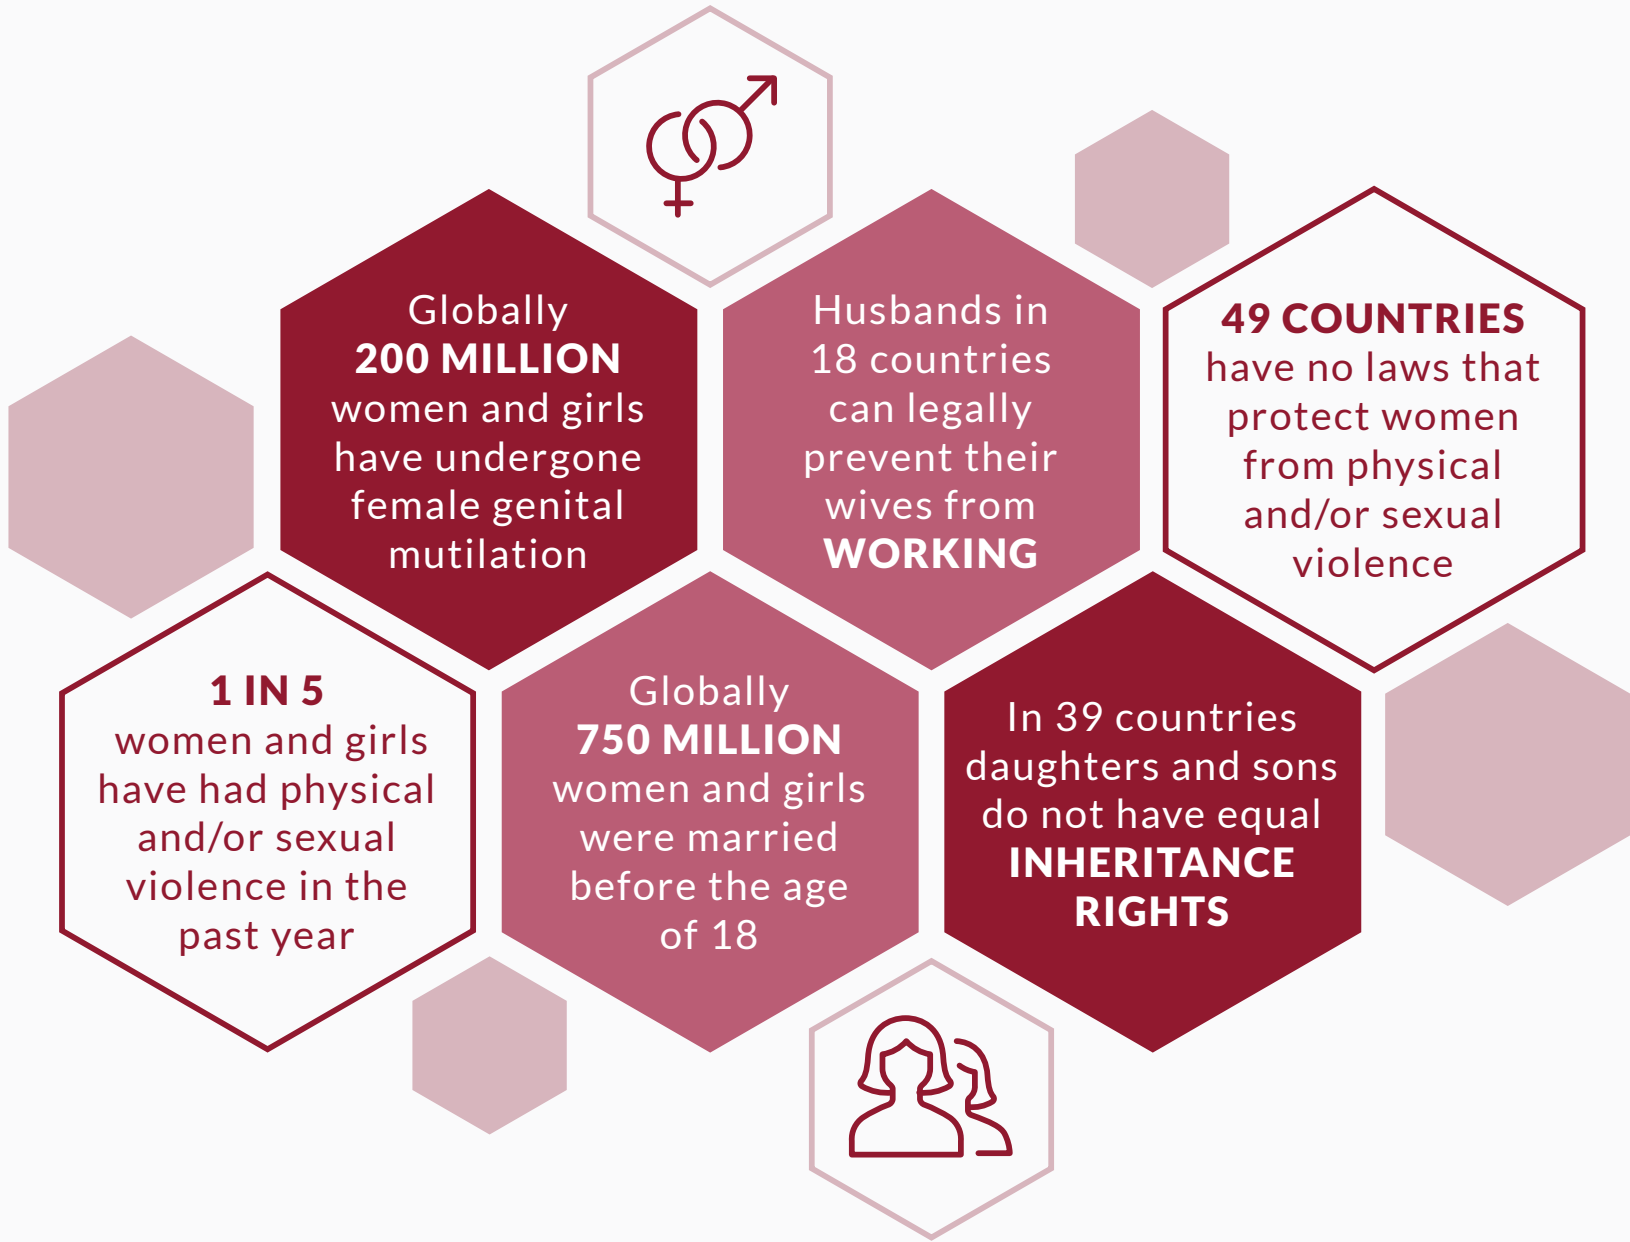 Globally
200 MILLION
women and girls
have undergone
female genital
mutilation
Husbands in
18 countries
can legally
prevent their
wives from
WORKING
49 COUNTRIES
have no laws that
protect women
from physical
and/or sexual
violence
1 IN 5
women and girls
have had physical
and/or sexual
violence in the
past year
Globally
750 MILLION
women and girls
were married
before the age
of 18
In 39 countries
daughters and sons
do not have equal
INHERITANCE
RIGHTS